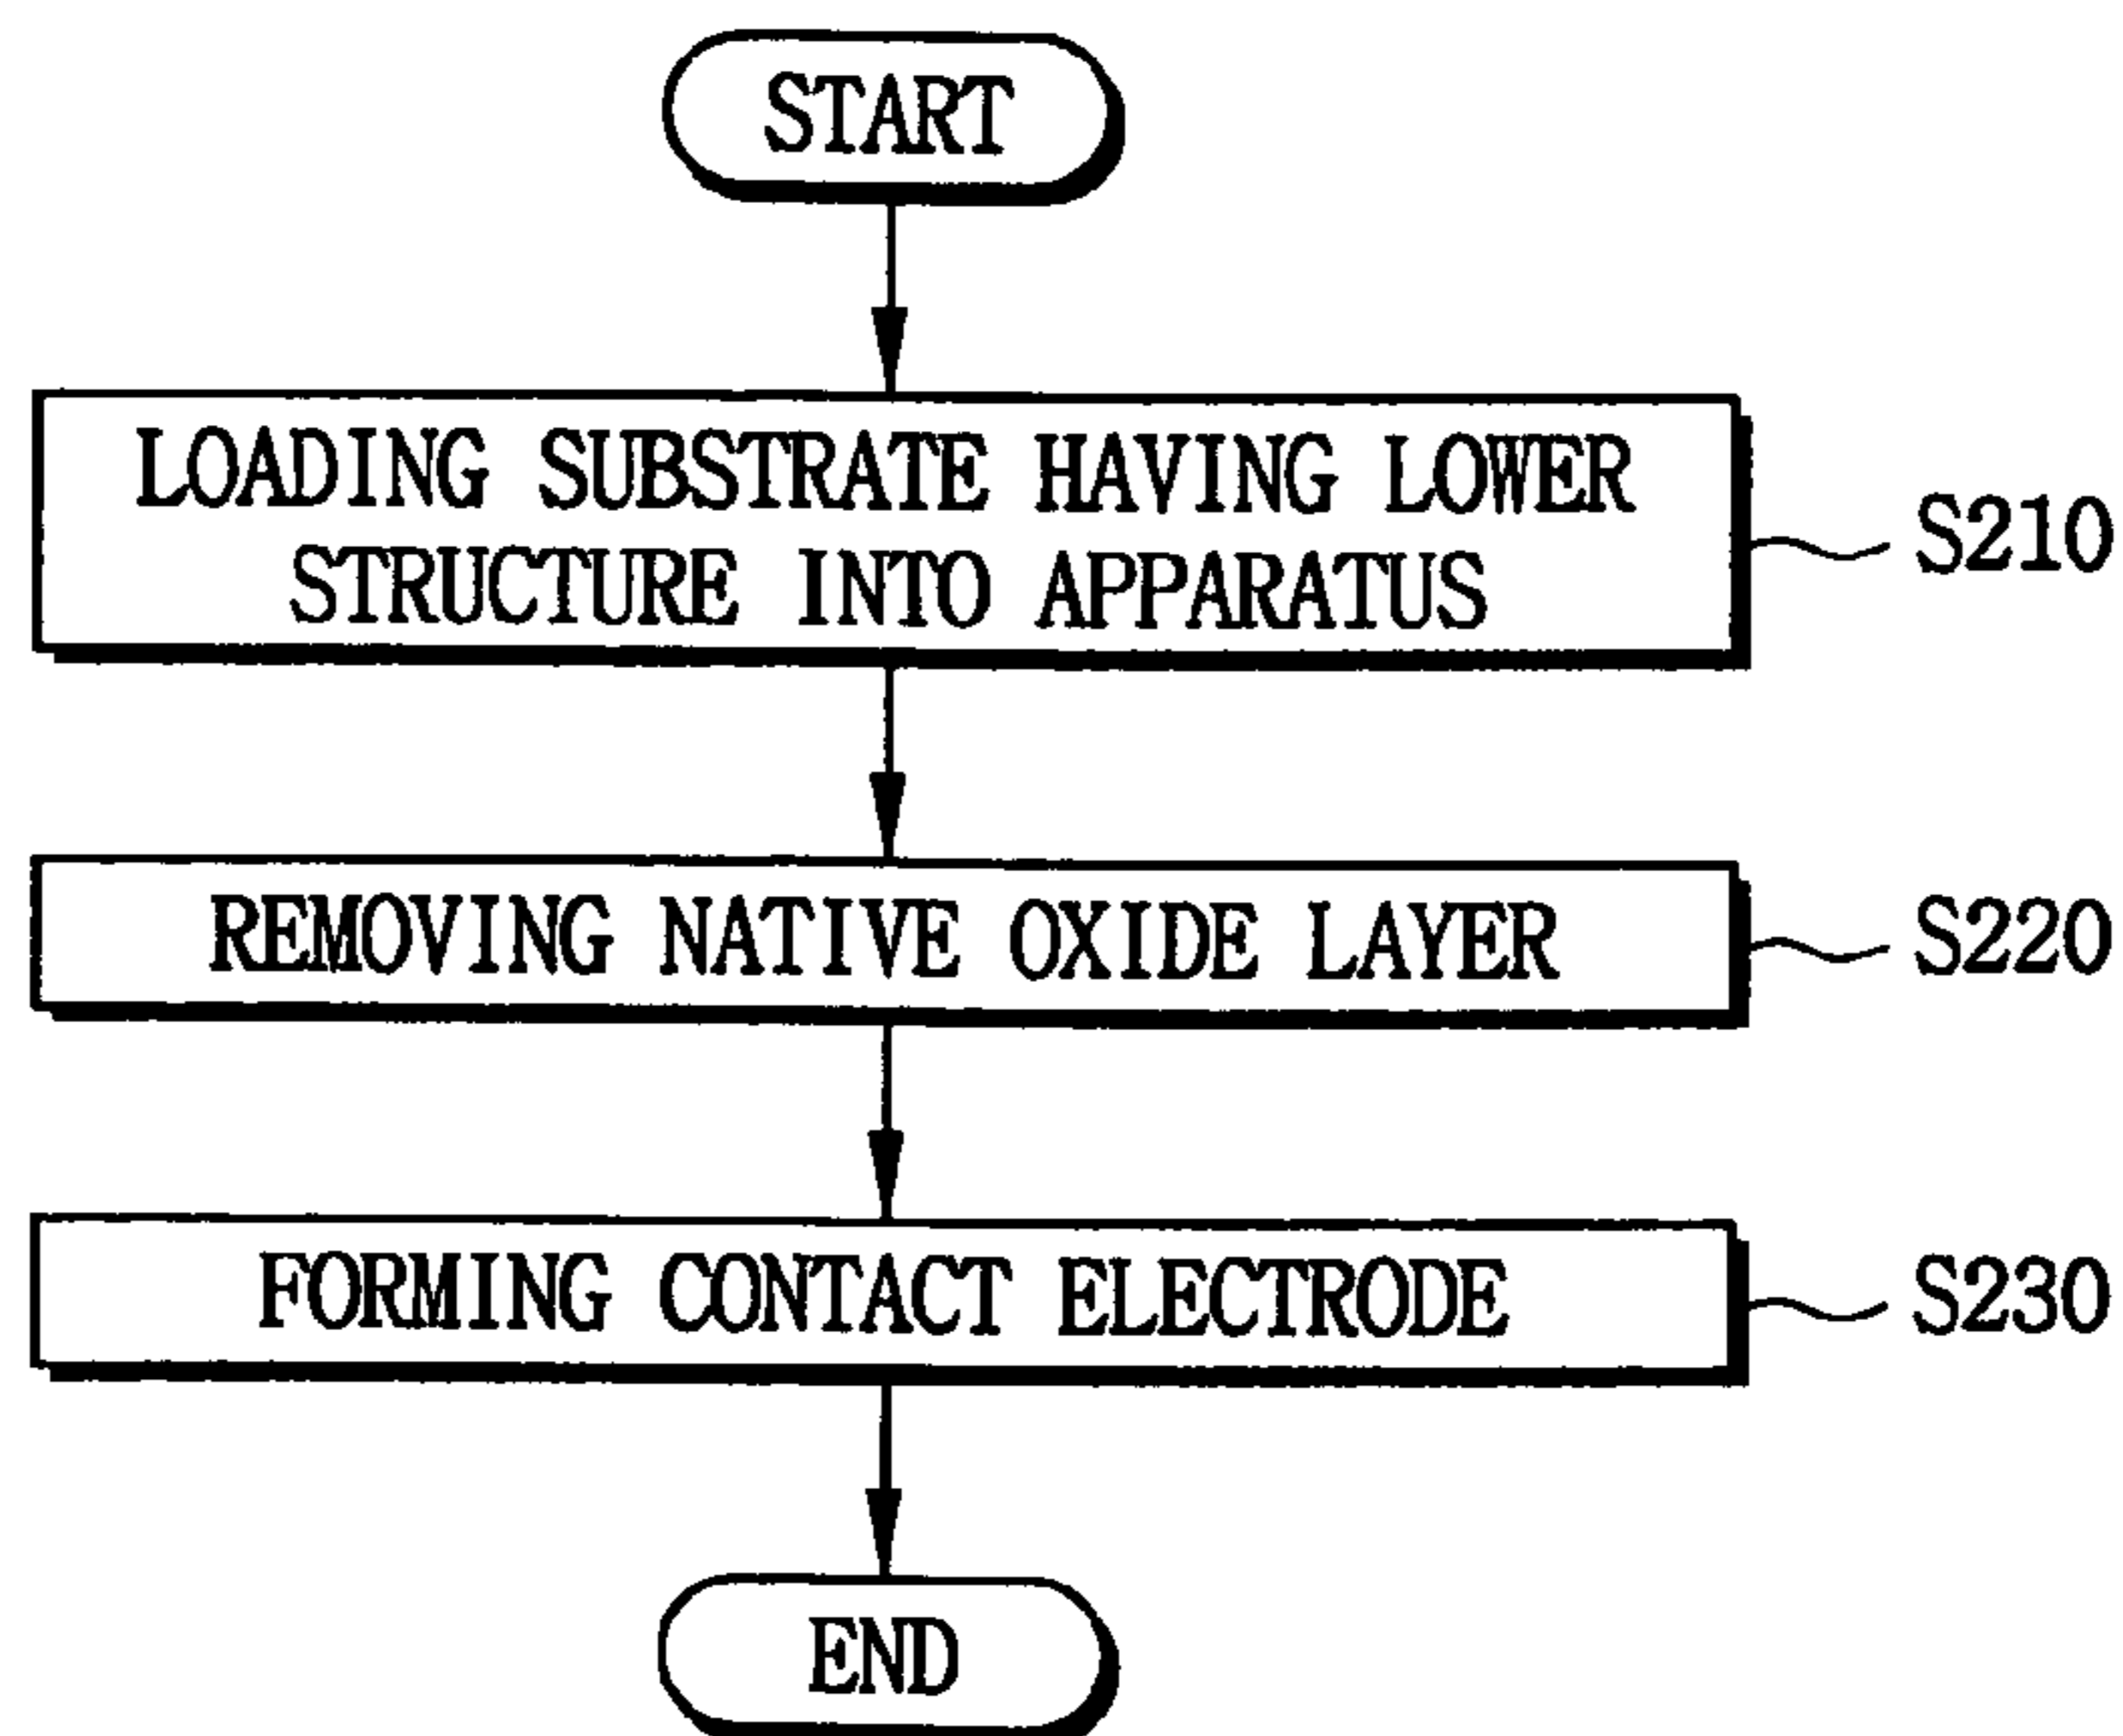 START
LOADING SUBSTRATE HAVING LOWER
STRUCTURE INTO APPARATUS
S210
REMOVING NATIVE OXIDE LAYER
S220
FORMING CONTACT ELECTRODE
S230
END